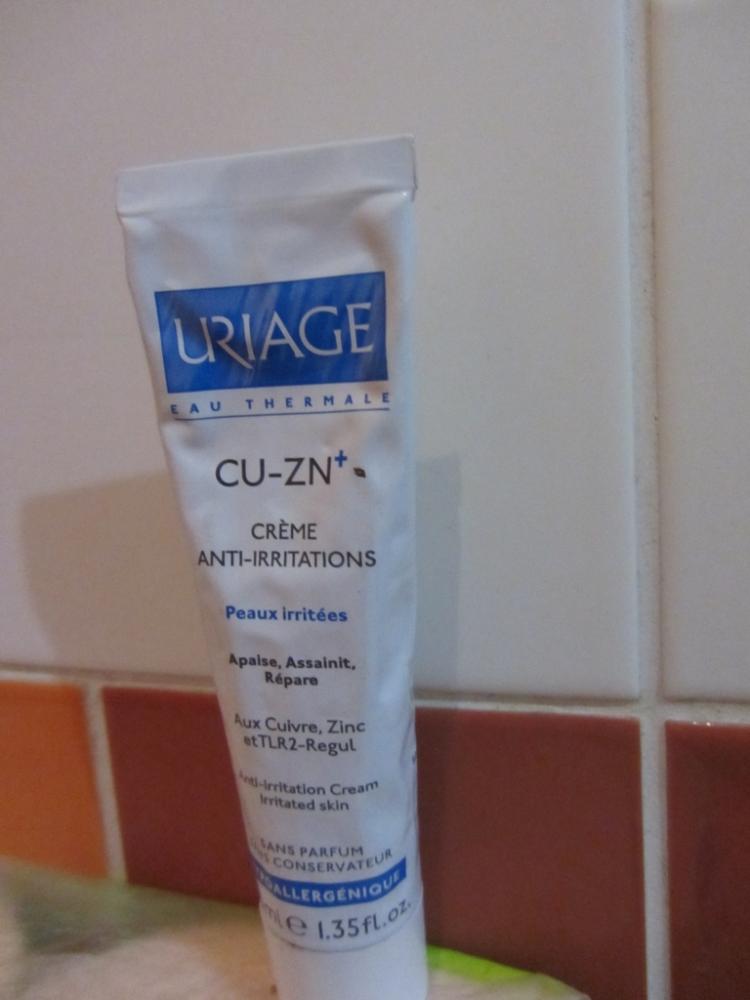 URIAGE
EAU THERMALE
CU-ZN+
CRÈME
ANTI-IRRITATIONS
Peaux irritées
Apaise, Assainit,
Répare
Aux Cuivre, Zinc
etTLR2-Regul
Anti-irritation Cream
Irritated skin
SANS PARFUM
CONSERVATEUR
ml e 1.35fl.oz.